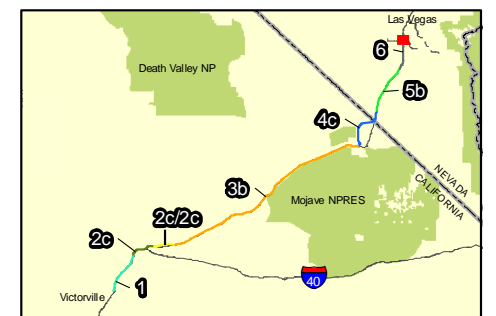 Las Vegas
6
Death Valley NP
5b
4c
NEVADA
CALIFORNIA
3b
Mojave NPRES
2c/2c
2c
40
1
Victorville